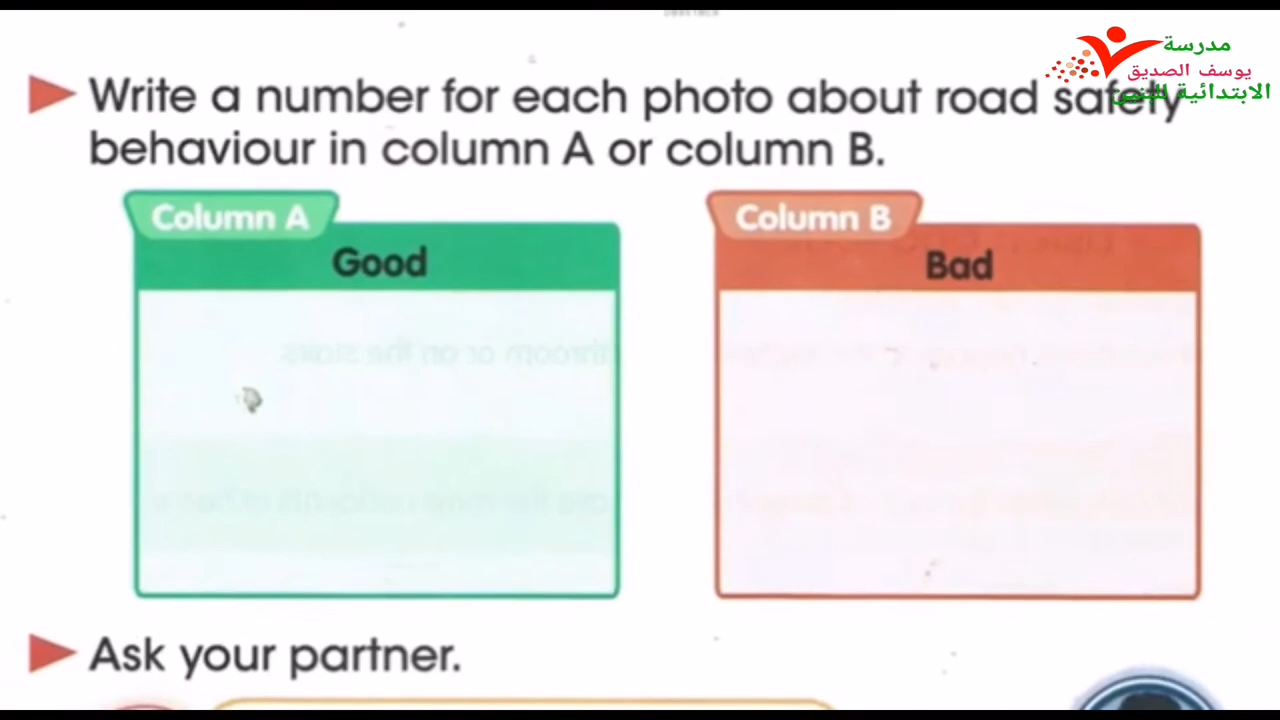 مدرسة
يوسف الصديق
الابتدائية للبنين
Write a number for each photo about road safety
behaviour in column A or column B.
Column A
Good
Column B
Bad
Ask your partner.